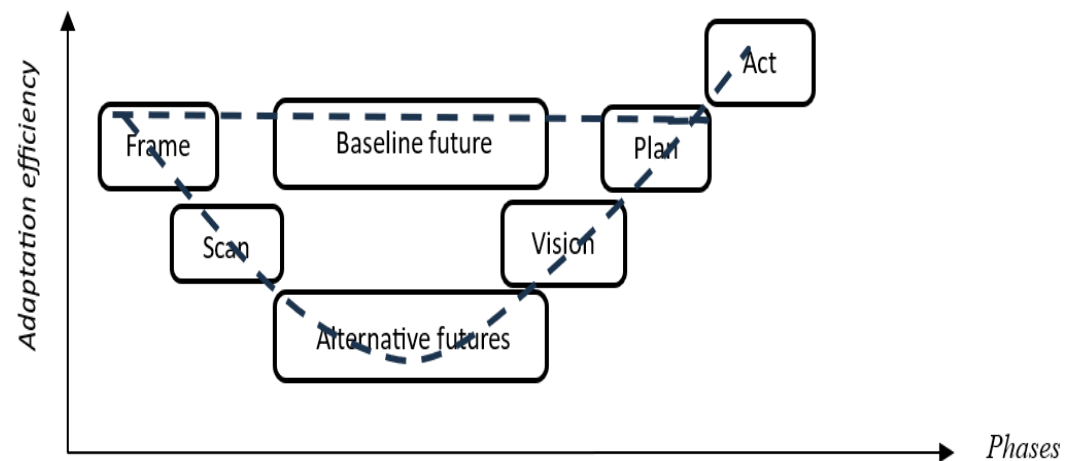 Adaptation efficiency
Act
Frame
Baseline future
Plan
Scan
Vision
Alternative futures
Phases